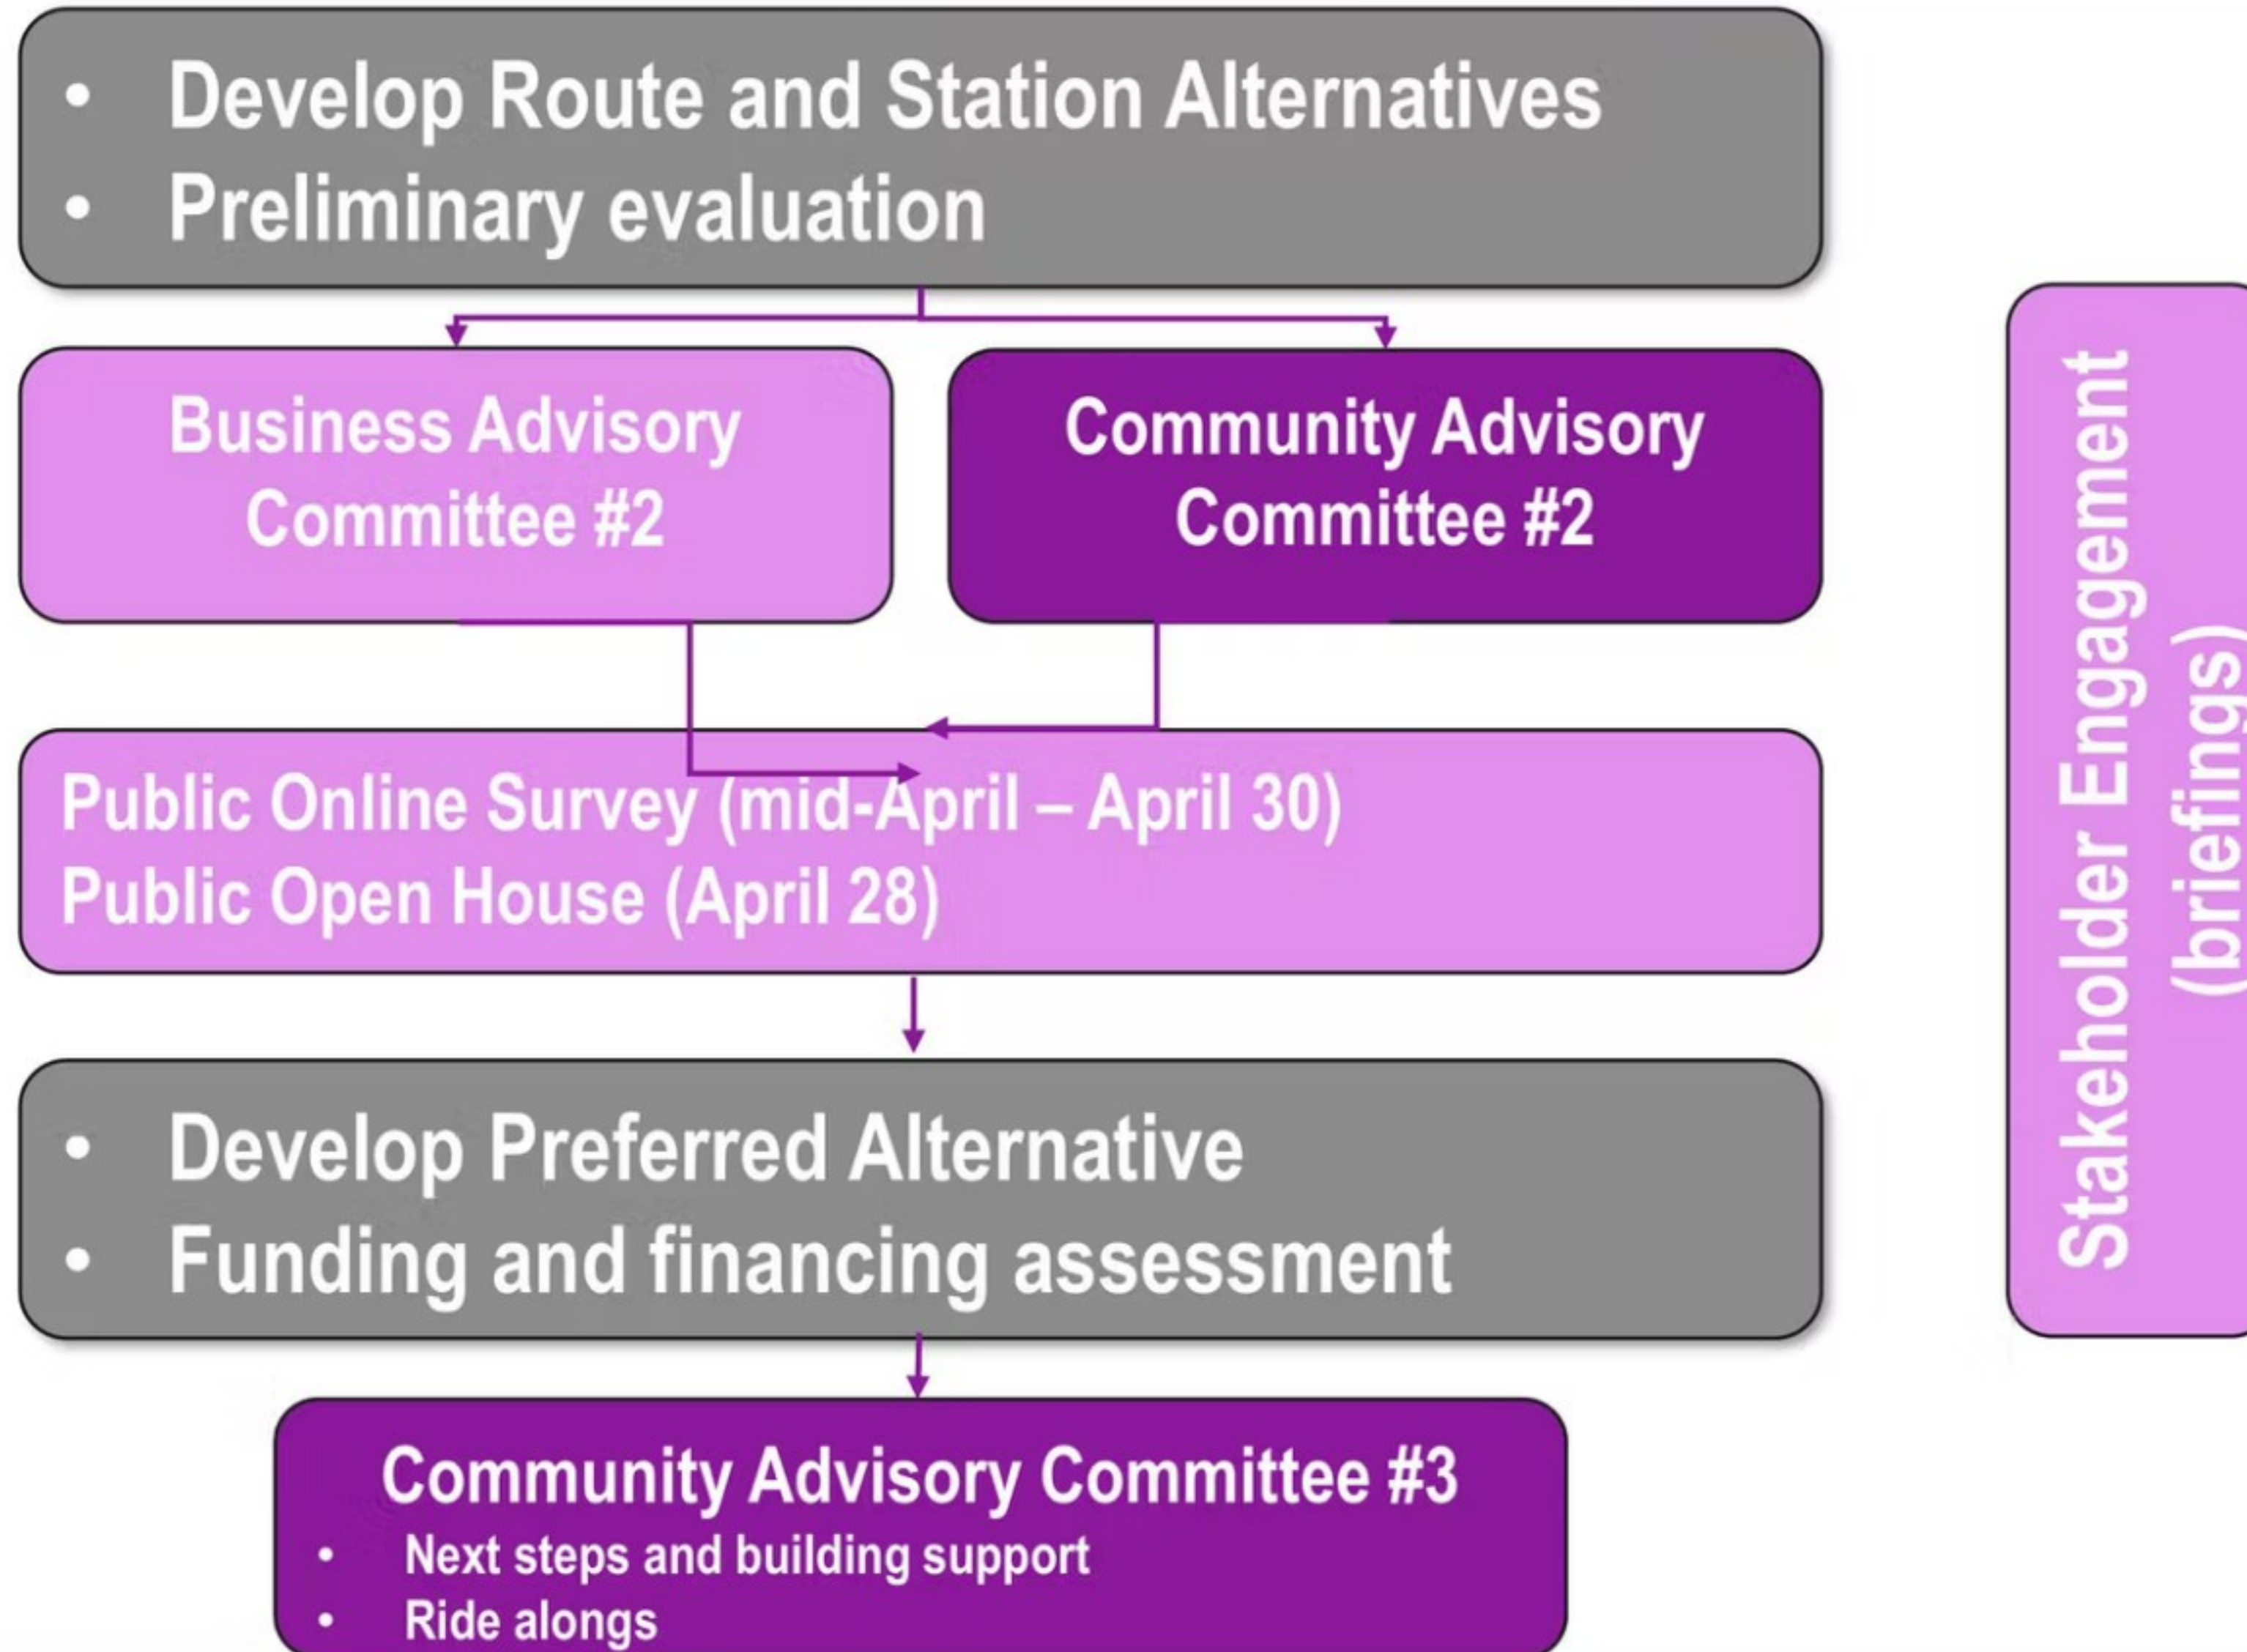 • Develop Route and Station Alternatives
• Preliminary evaluation
Business Advisory
Committee #2
Community Advisory
Committee #2
Public Online Survey (mid-April – April 30)
Public Open House (April 28)
• Develop Preferred Alternative
• Funding and financing assessment
Community Advisory Committee #3
• Next steps and building support
• Ride alongs
Stakeholder Engagement
(briefings)